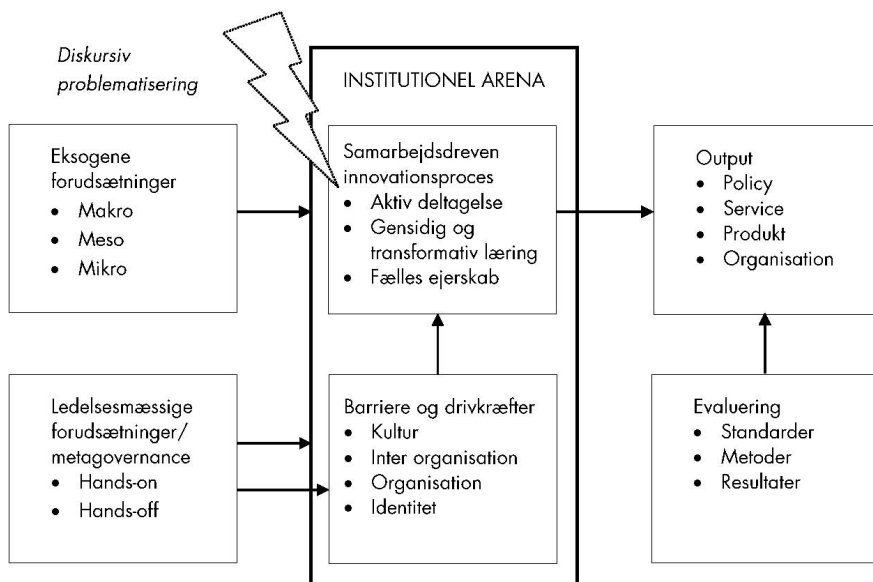 Diskursiv
problematisering
INSTITUTIONEL ARENA
Eksogene
forudsætninger
• Makro
• Meso
• Mikro
Samarbejdsdreven
innovationsproces
• Aktiv deltagelse
• Gensidig og
transformativ læring
• Fælles ejerskab
Output
• Policy
• Service
• Produkt
• Organisation
Ledelsesmæssige
forudsætninger/
metagovernance
• Hands-on
• Hands-off
Barriere og drivkræfter
• Kultur
• Inter organisation
• Organisation
• Identitet
Evaluering
• Standarder
• Metoder
• Resultater